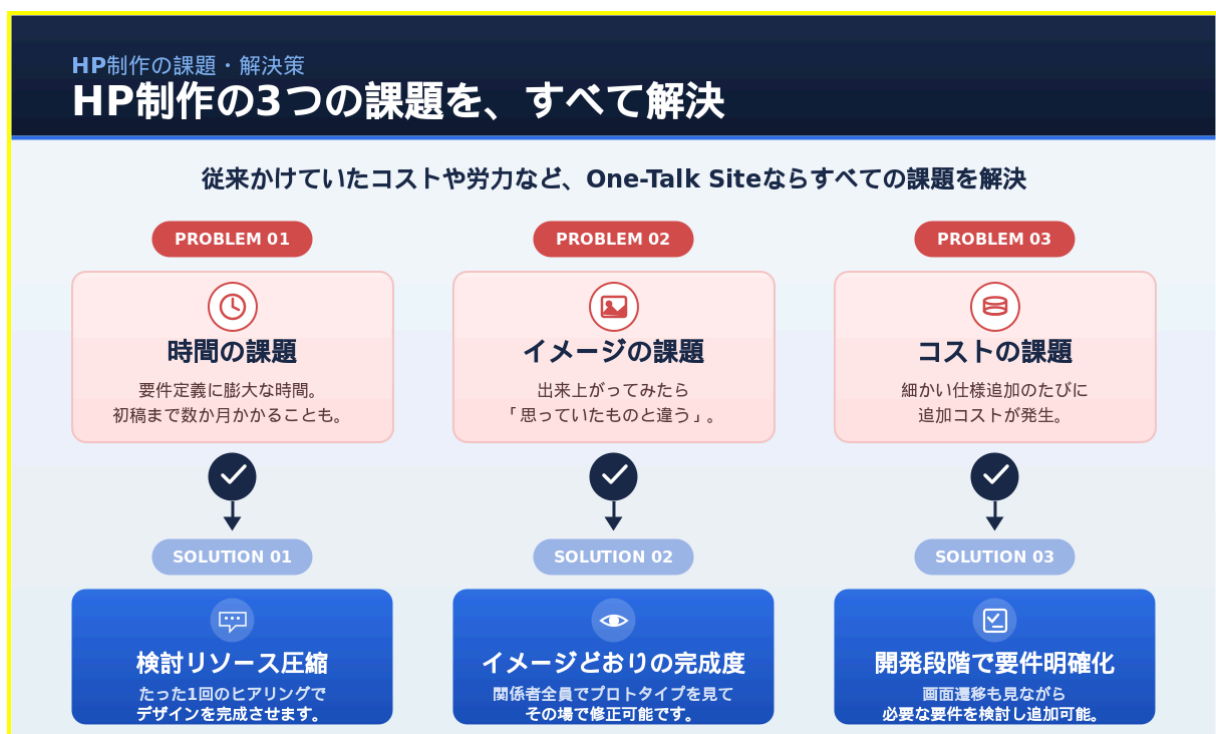 HP制作の課題・解決策
HP制作の3つの課題を、すべて解決
従来かけていたコストや労力など、One-Talk Siteならすべての課題を解決
PROBLEM 01
時間の課題
要件定義に膨大な時間。
初稿まで数か月かかることも。
SOLUTION 01
検討リソース圧縮
たった1回のヒアリングで
デザインを完成させます。
PROBLEM 02
イメージの課題
出来上がってみたら
「思っていたものと違う」。
SOLUTION 02
イメージどおりの完成度
関係者全員でプロトタイプを見て
その場で修正可能です。
PROBLEM 03
コストの課題
細かい仕様追加のたびに
追加コストが発生。
SOLUTION 03
開発段階で要件明確化
画面遷移も見ながら
必要な要件を検討し追加可能。